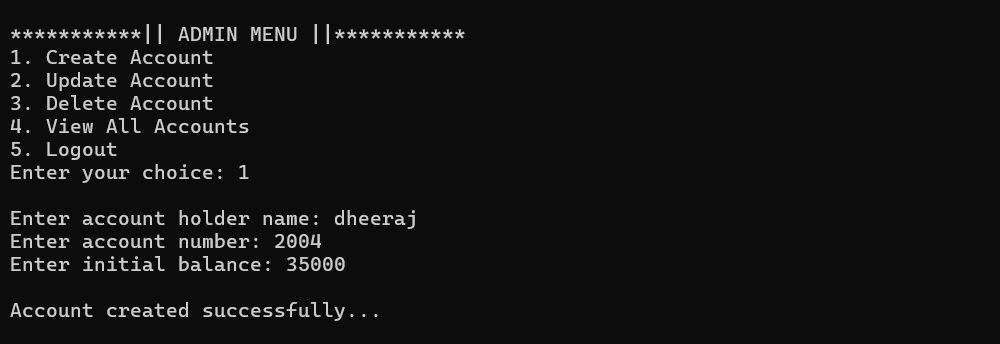 ***********|| ADMIN MENU ||***********
1. Create Account
2. Update Account
3. Delete Account
4. View All Accounts
5. Logout
Enter your choice: 1
Enter account holder name: dheeraj
Enter account number: 2004
Enter initial balance: 35000
Account created successfully...